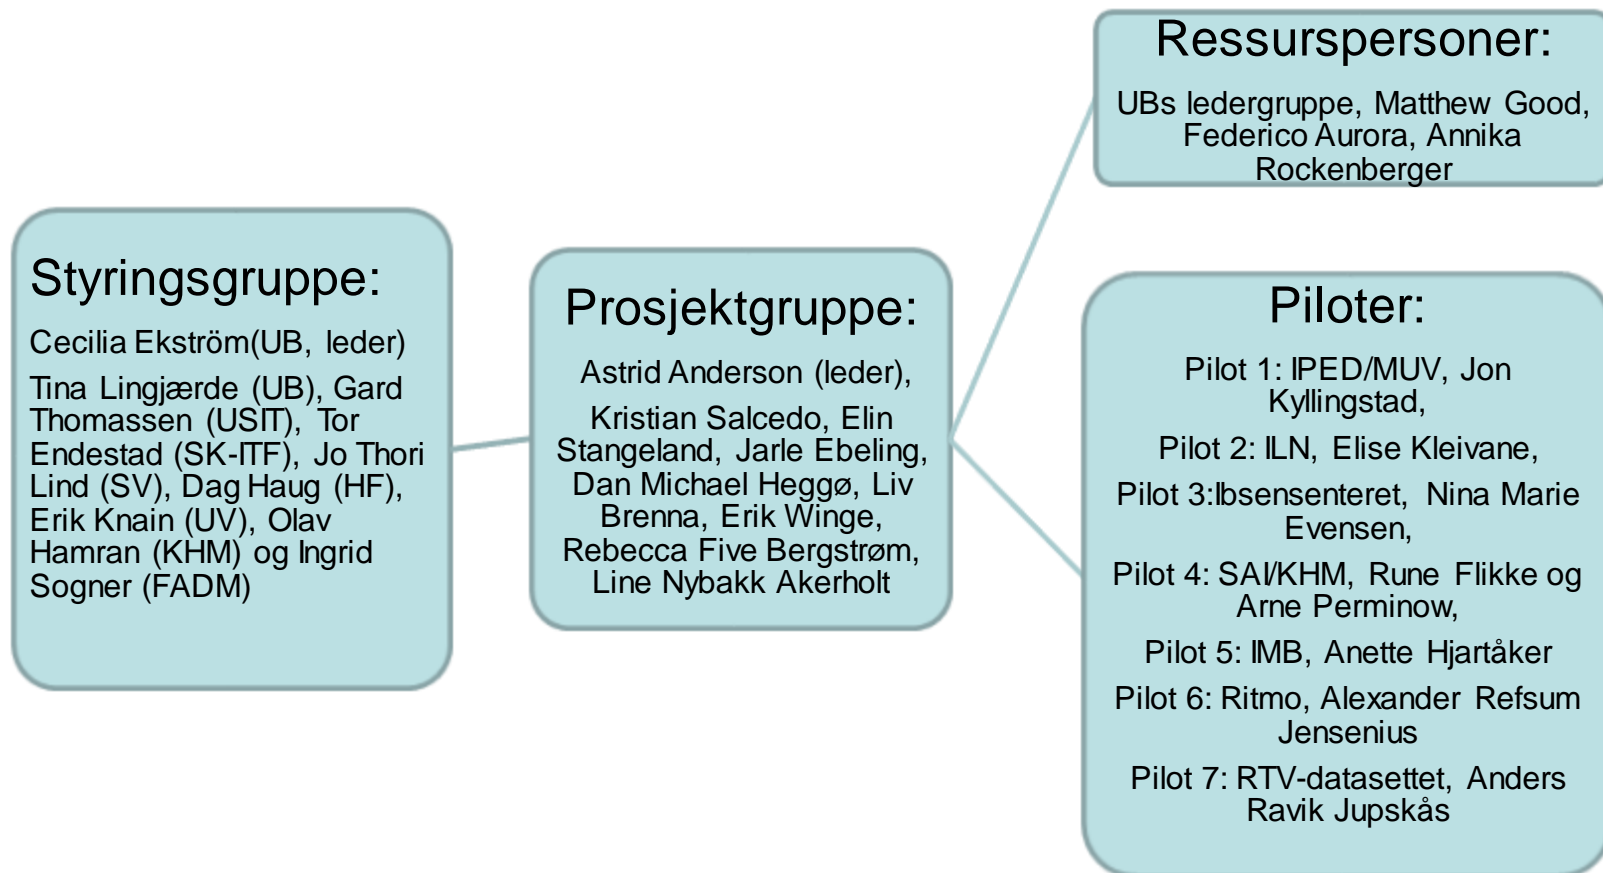 Styringsgruppe:
Cecilia Ekström(UB, leder)
Tina Lingjærde (UB), Gard
Thomassen (USIT), Tor
Endestad (SK-ITF), Jo Thori
Lind (SV), Dag Haug (HF),
Erik Knain (UV), Olav
Hamran (KHM) og Ingrid
Sogner (FADM)
Prosjektgruppe:
Astrid Anderson (leder),
Kristian Salcedo, Elin
Stangeland, Jarle Ebeling,
Dan Michael Heggø, Liv
Brenna, Erik Winge,
Rebecca Five Bergstrøm,
Line Nybakk Akerholt
Ressurspersoner:
UBs ledergruppe, Matthew Good,
Federico Aurora, Annika
Rockenberger
Piloter:
Pilot 1: IPED/MUV, Jon
Kyllingstad,
Pilot 2: ILN, Elise Kleivane,
Pilot 3:Ibsensenteret, Nina Marie
Evensen,
Pilot 4: SAI/KHM, Rune Flikke og
Arne Perminow,
Pilot 5: IMB, Anette Hjartåker
Pilot 6: Ritmo, Alexander Refsum
Jensenius
Pilot 7: RTV-datasettet, Anders
Ravik Jupskås